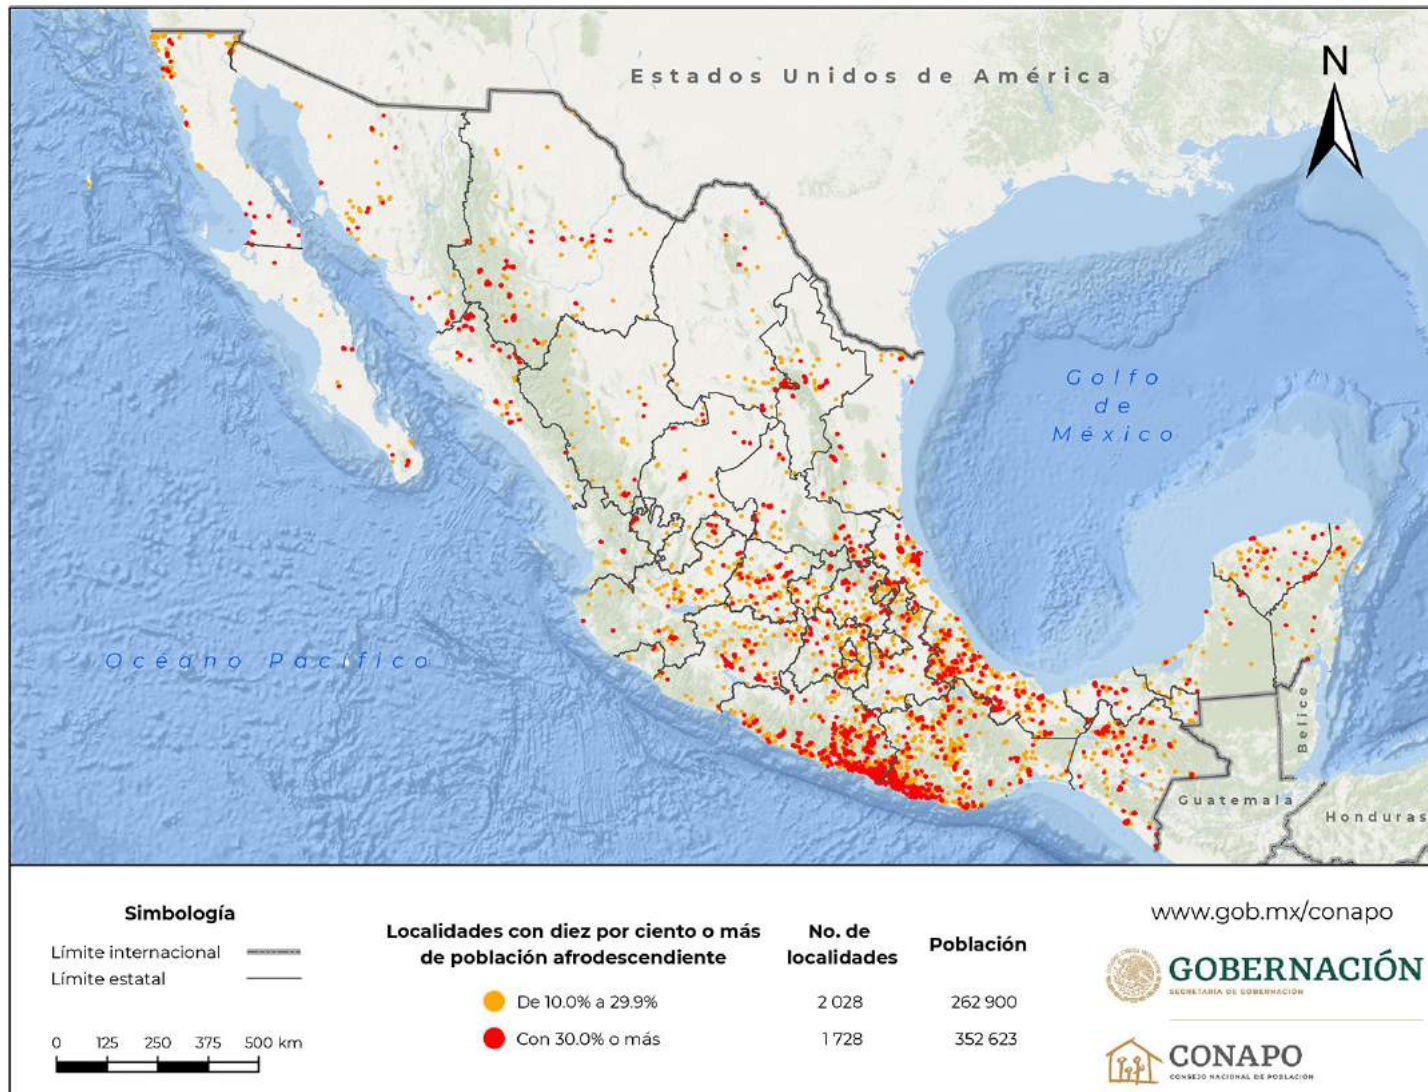 Estados Unidos de América
N
Golfo
de
México
Océano Pacífico
Belice
Guatemala
Honduras
Simbología
Límite internacional
Límite estatal
0 125 250 375 500 km
Localidades con diez por ciento o más
de población afrodescendiente
No. de
localidades
Población
De 10.0% a 29.9% 2 028 262 900
Con 30.0% o más 1 728 352 623
www.gob.mx/conapo
GOBERNACIÓN
SECRETARÍA DE GOBERNACIÓN
CONAPO
CONSEJO NACIONAL DE POBLACIÓN